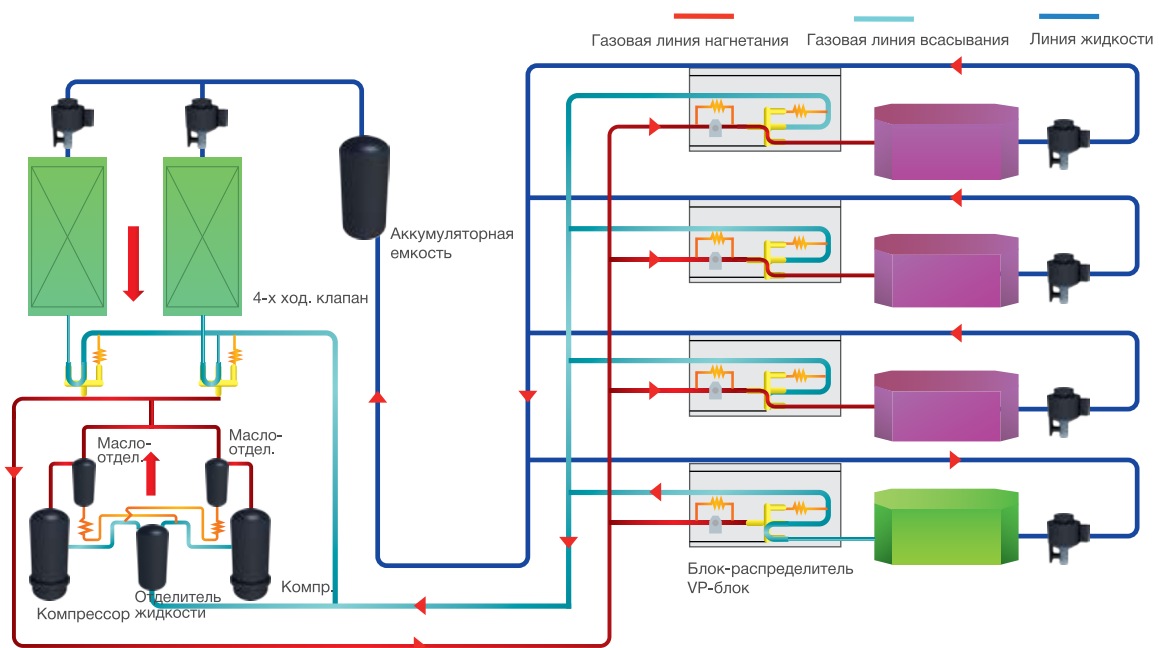 Газовая линия нагнетания
Газовая линия всасывания
Линия жидкости
Аккумуляторная
емкость
4-х ход. клапан
Масло-
отдел.
Масло-
отдел.
Компрессор
Отделитель
жидкости
Компр.
Блок-распределитель
VP-блок